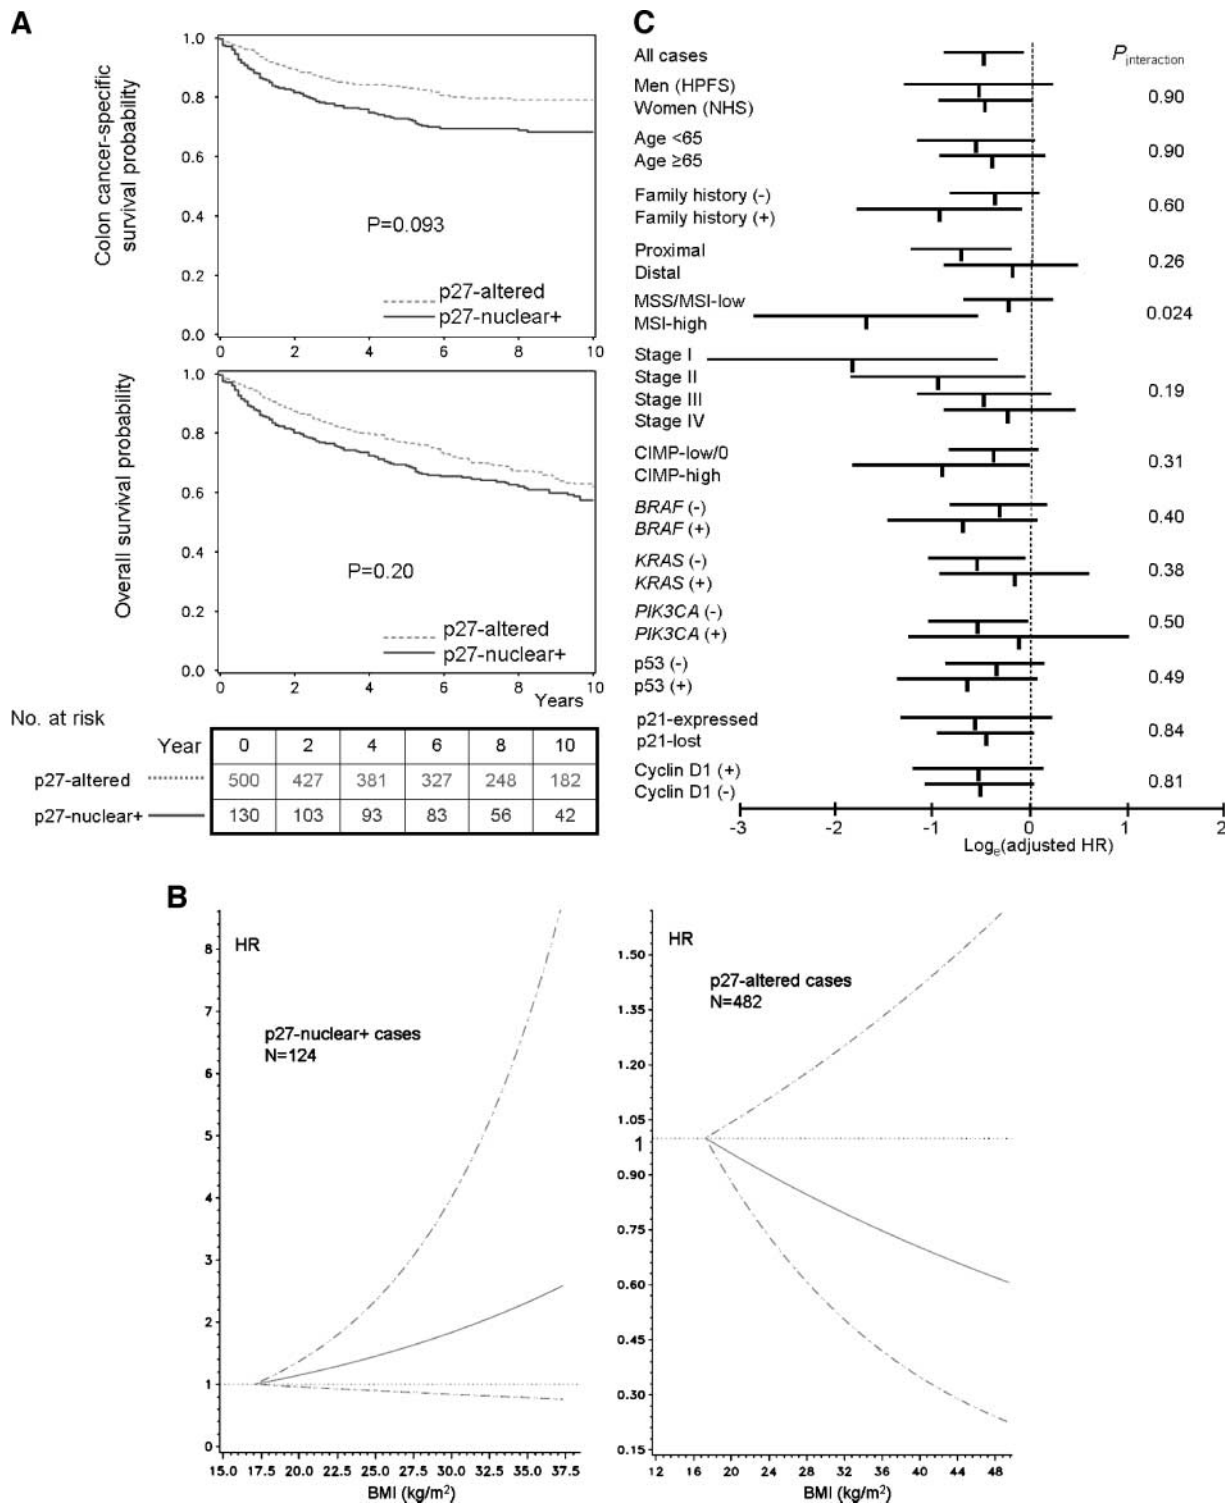 A
Colon cancer-specific
survival probability
1.0
0.8
0.6
0.4
0.2
0.0
P=0.093
p27-altered
p27-nuclear+
0 2 4 6 8 10
Overall survival probability
1.0
0.8
0.6
0.4
0.2
0.0
P=0.20
p27-altered
p27-nuclear+
0 2 4 6 8 10
Years
No. at risk
Year 0 2 4 6 8 10
p27-altered 500 427 381 327 248 182
p27-nuclear+ 130 103 93 83 56 42
C
Pinteraction
All cases
Men (HPFS)
Women (NHS)
0.90
Age <65
Age ≥65
0.90
Family history (-)
Family history (+)
0.60
Proximal
Distal
0.26
MSS/MSI-low
MSI-high
0.024
Stage I
Stage II
Stage III
Stage IV
0.19
CIMP-low/0
CIMP-high
0.31
BRAF (-)
BRAF (+)
0.40
KRAS (-)
KRAS (+)
0.38
PIK3CA (-)
PIK3CA (+)
0.50
p53 (-)
p53 (+)
0.49
p21-expressed
p21-lost
0.84
Cyclin D1 (+)
Cyclin D1 (-)
0.81
-3 -2 -1 0 1 2
Loge(adjusted HR)
B
HR
p27-nuclear+ cases
N=124
8
7
6
5
4
3
2
1
0
15.0 17.5 20.0 22.5 25.0 27.5 30.0 32.5 35.0 37.5
BMI (kg/m²)
HR
p27-altered cases
N=482
1.50
1.35
1.20
1.05
1
0.90
0.75
0.60
0.45
0.30
0.15
12 16 20 24 28 32 36 40 44 48
BMI (kg/m²)